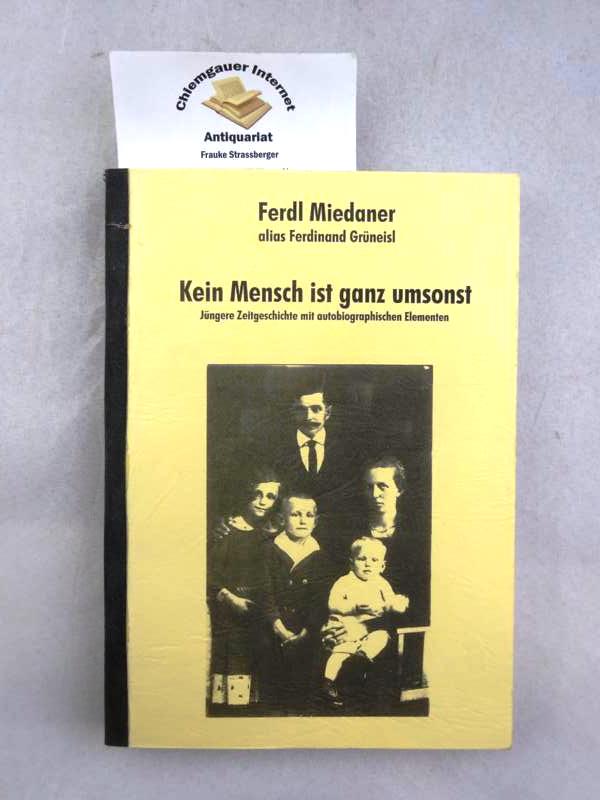 Chiemgauer Internet
Antiquariat
Frauke Strassberger
Ferdl Miedaner
alias Ferdinand Grüneisl
Kein Mensch ist ganz umsonst
Jüngere Zeitgeschichte mit autobiographischen Elementen